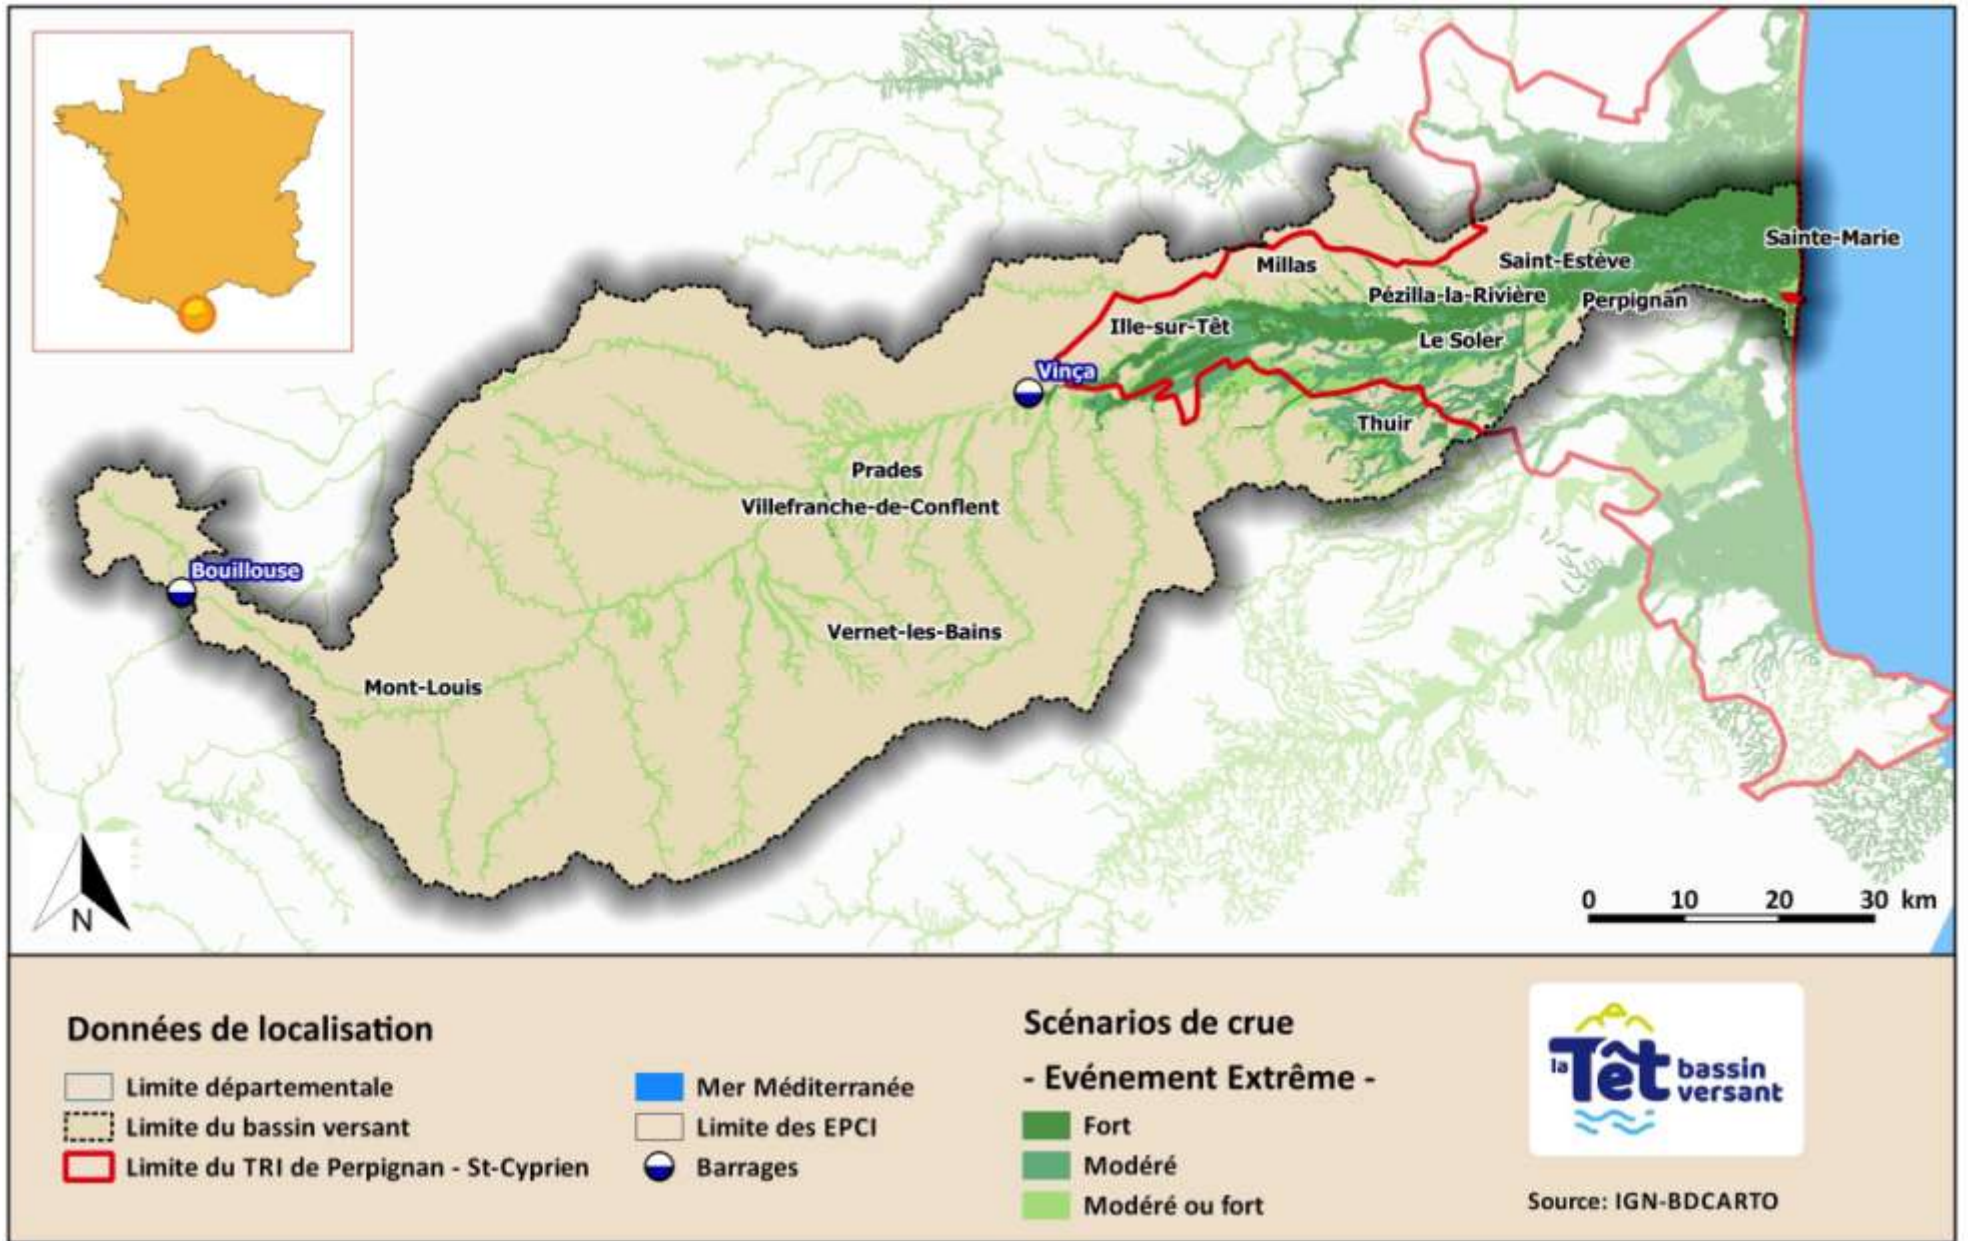 Sainte-Marie
Millas
Saint-Estève
Pézilla-la-Rivière
Perpignan
Ille-sur-Têt
Le Soler
Vinça
Thuir
Prades
Villefranche-de-Conflent
Bouillouse
Vernet-les-Bains
Mont-Louis
N
0 10 20 30 km
Données de localisation
Limite départementale
Limite du bassin versant
Limite du TRI de Perpignan - St-Cyprien
Mer Méditerranée
Limite des EPCI
Barrages
Scénarios de crue
- Evénement Extrême -
Fort
Modéré
Modéré ou fort
la Têt bassin
versant
Source: IGN-BDCARTO